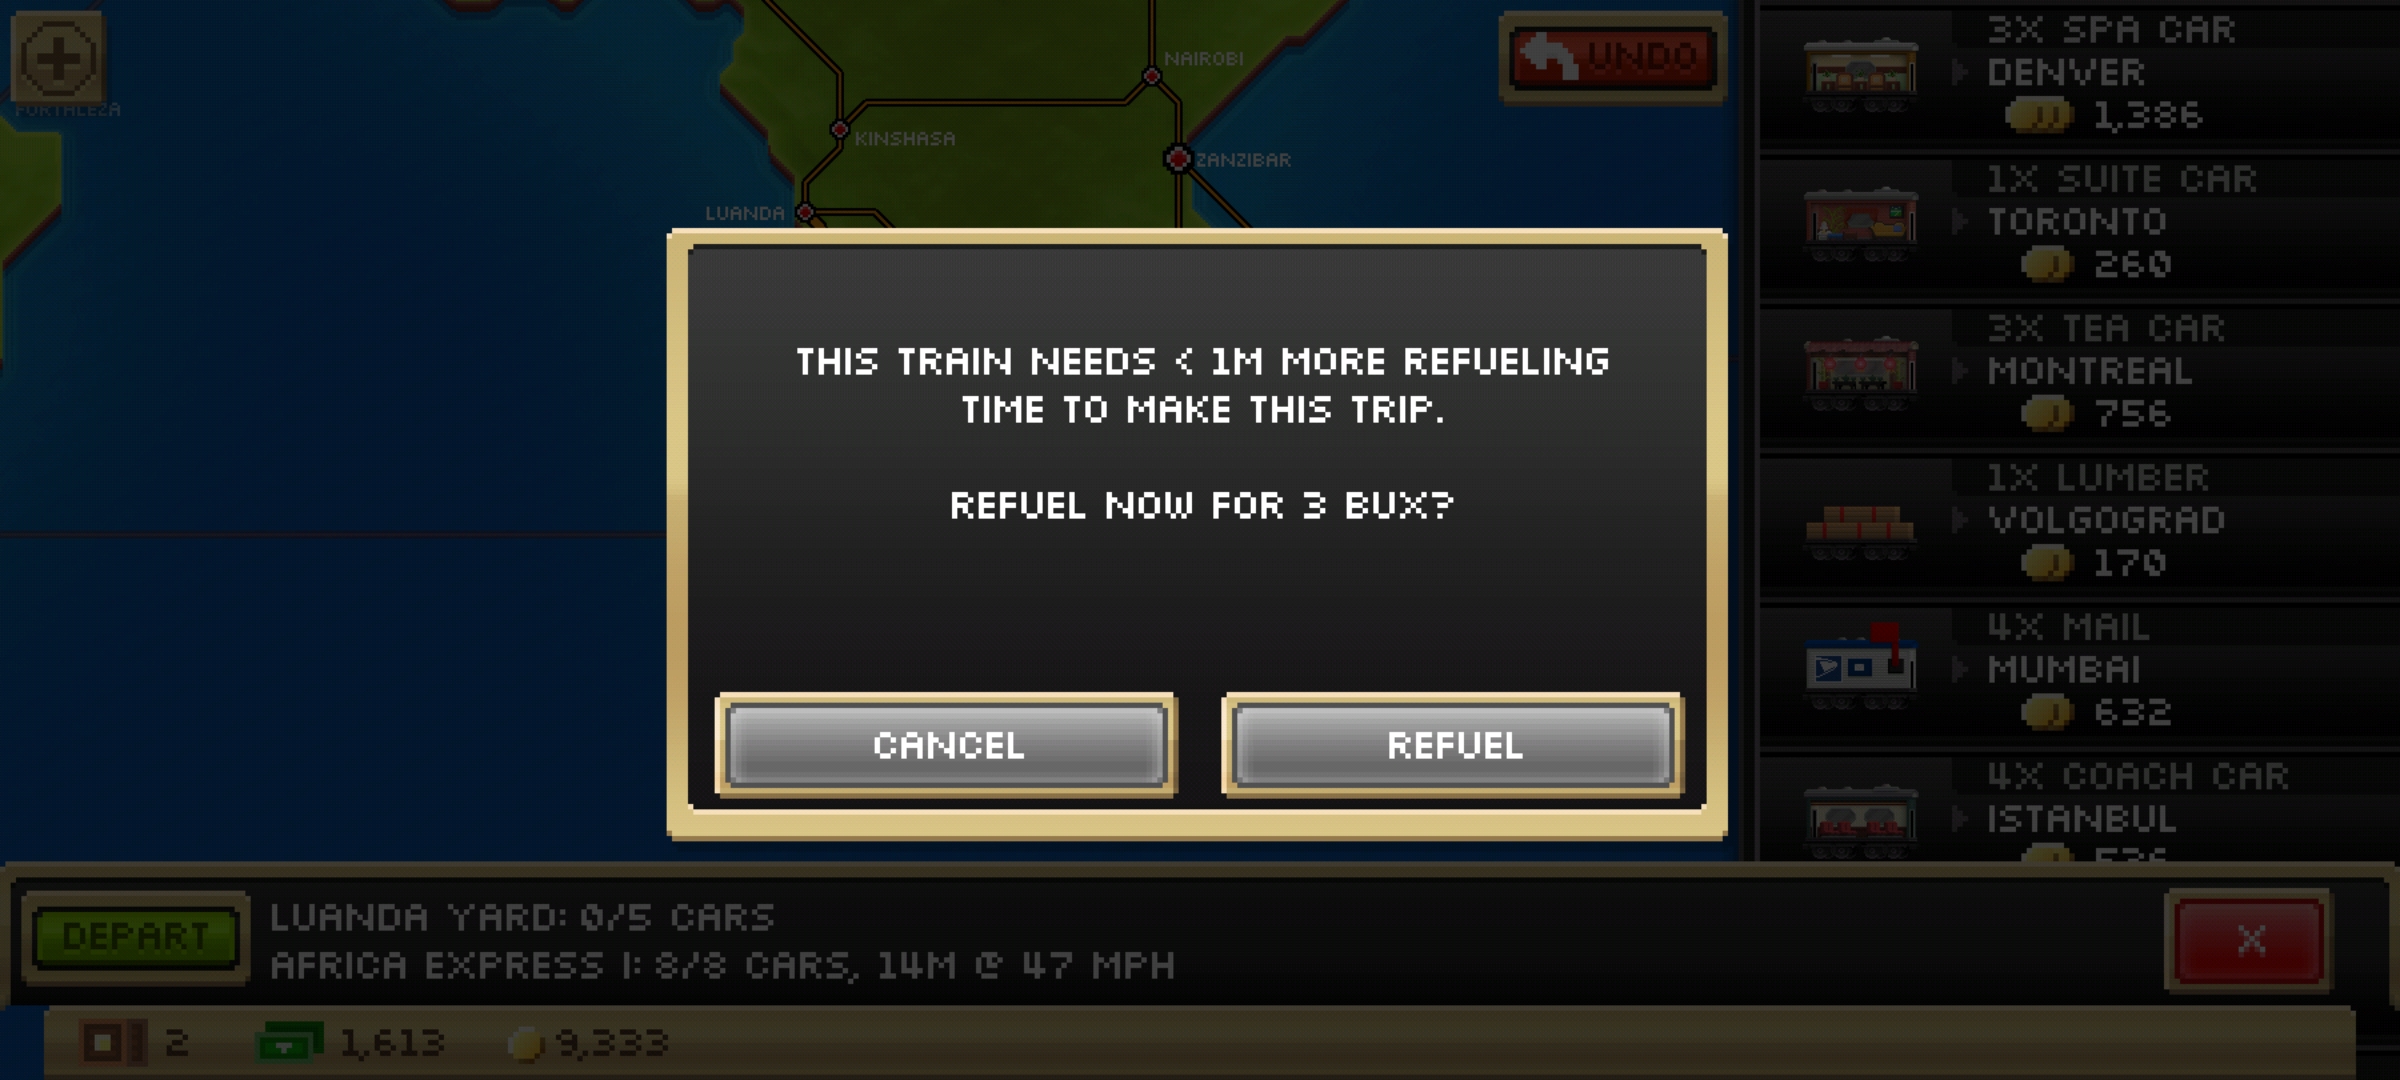 FORTALEZA
NAIROBI
KINSHASA
ZANZIBAR
LUANDA
UNDO
3X SPA CAR
DENVER
1,386
1X SUITE CAR
TORONTO
260
3X TEA CAR
MONTREAL
756
1X LUMBER
VOLGOGRAD
170
4X MAIL
MUMBAI
632
4X COACH CAR
ISTANBUL
THIS TRAIN NEEDS < 1M MORE REFUELING
TIME TO MAKE THIS TRIP.
REFUEL NOW FOR 3 BUX?
CANCEL
REFUEL
DEPART
LUANDA YARD: 0/5 CARS
AFRICA EXPRESS I: 8/8 CARS, 14M @ 47 MPH
X
2
1,613
9,333